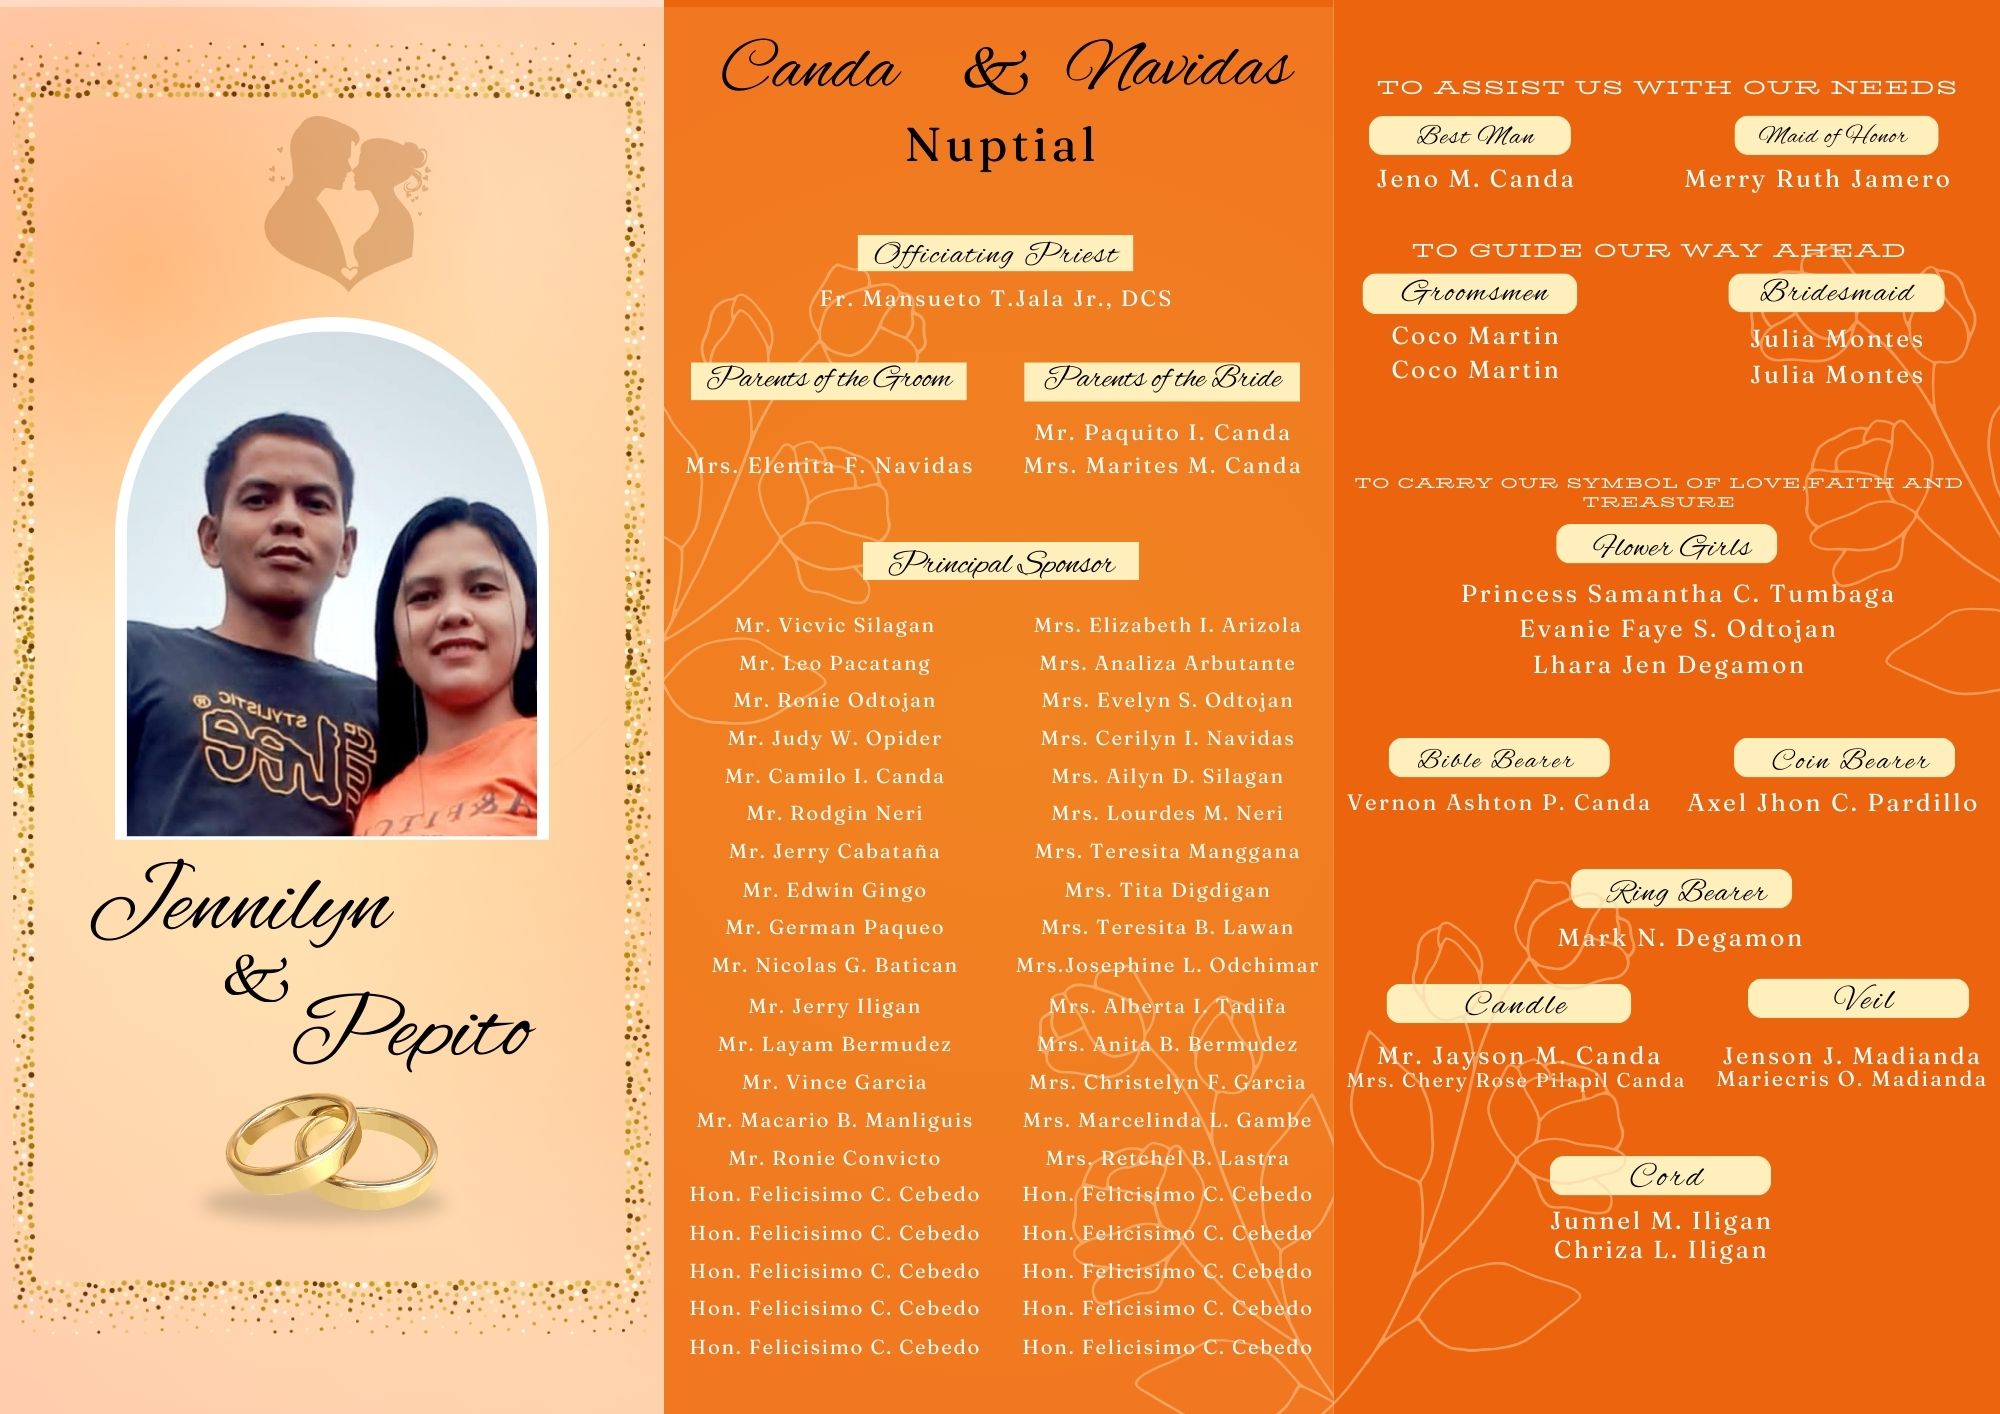 STYLISTIC
Lee
Jennilyn
&
Pepito
Canda & Navidas
Nuptial
Officiating Priest
Fr. Mansueto T.Jala Jr., DCS
Parents of the Groom
Mrs. Elenita F. Navidas
Parents of the Bride
Mr. Paquito I. Canda
Mrs. Marites M. Canda
Principal Sponsor
Mr. Vicvic Silagan
Mr. Leo Pacatang
Mr. Ronie Odtojan
Mr. Judy W. Opider
Mr. Camilo I. Canda
Mr. Rodgin Neri
Mr. Jerry Cabataña
Mr. Edwin Gingo
Mr. German Paqueo
Mr. Nicolas G. Batican
Mr. Jerry Iligan
Mr. Layam Bermudez
Mr. Vince Garcia
Mr. Macario B. Manliguis
Mr. Ronie Convicto
Hon. Felicisimo C. Cebedo
Hon. Felicisimo C. Cebedo
Hon. Felicisimo C. Cebedo
Hon. Felicisimo C. Cebedo
Hon. Felicisimo C. Cebedo
Mrs. Elizabeth I. Arizola
Mrs. Analiza Arbutante
Mrs. Evelyn S. Odtojan
Mrs. Cerilyn I. Navidas
Mrs. Ailyn D. Silagan
Mrs. Lourdes M. Neri
Mrs. Teresita Manggana
Mrs. Tita Digdigan
Mrs. Teresita B. Lawan
Mrs.Josephine L. Odchimar
Mrs. Alberta I. Tadifa
Mrs. Anita B. Bermudez
Mrs. Christelyn F. Garcia
Mrs. Marcelinda L. Gambe
Mrs. Retchel B. Lastra
Hon. Felicisimo C. Cebedo
Hon. Felicisimo C. Cebedo
Hon. Felicisimo C. Cebedo
Hon. Felicisimo C. Cebedo
Hon. Felicisimo C. Cebedo
TO ASSIST US WITH OUR NEEDS
Best Man
Jeno M. Canda
Maid of Honor
Merry Ruth Jamero
TO GUIDE OUR WAY AHEAD
Groomsmen
Coco Martin
Coco Martin
Bridesmaid
Julia Montes
Julia Montes
TO CARRY OUR SYMBOL OF LOVE,FAITH AND
TREASURE
Flower Girls
Princess Samantha C. Tumbaga
Evanie Faye S. Odtojan
Lhara Jen Degamon
Bible Bearer
Vernon Ashton P. Canda
Coin Bearer
Axel Jhon C. Pardillo
Ring Bearer
Mark N. Degamon
Candle
Mr. Jayson M. Canda
Mrs. Chery Rose Pilapil Canda
Veil
Jenson J. Madianda
Mariecris O. Madianda
Cord
Junnel M. Iligan
Chriza L. Iligan